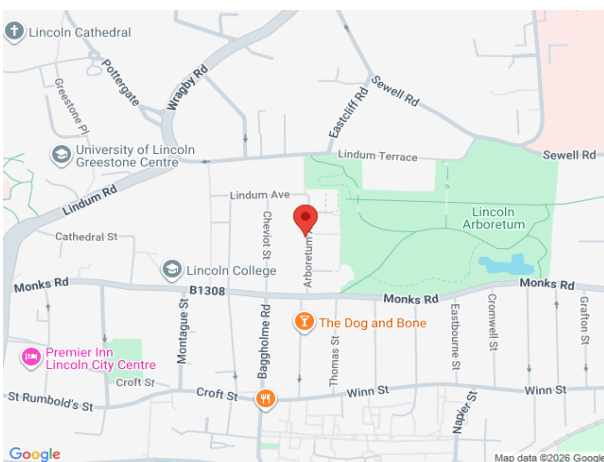 Lincoln Cathedral
Pottergate
Wragby Rd
Greestone Pl
Sewell Rd
Eastcliff Rd
University of Lincoln
Greestone Centre
Lindum Terrace
Sewell Rd
Lindum Rd
Lindum Ave
Cheviot St
Arboretum
Lincoln
Arboretum
Cathedral St
Lincoln College
Monks Rd
B1308
Monks Rd
Monks Rd
Montague St
Baggholme Rd
The Dog and Bone
Thomas St
Eastbourne St
Cromwell St
Grafton St
Premier Inn
Lincoln City Centre
Croft St
Croft St
Winn St
Winn St
St Rumbold's St
Napier St
Google
Map data ©2026 Google